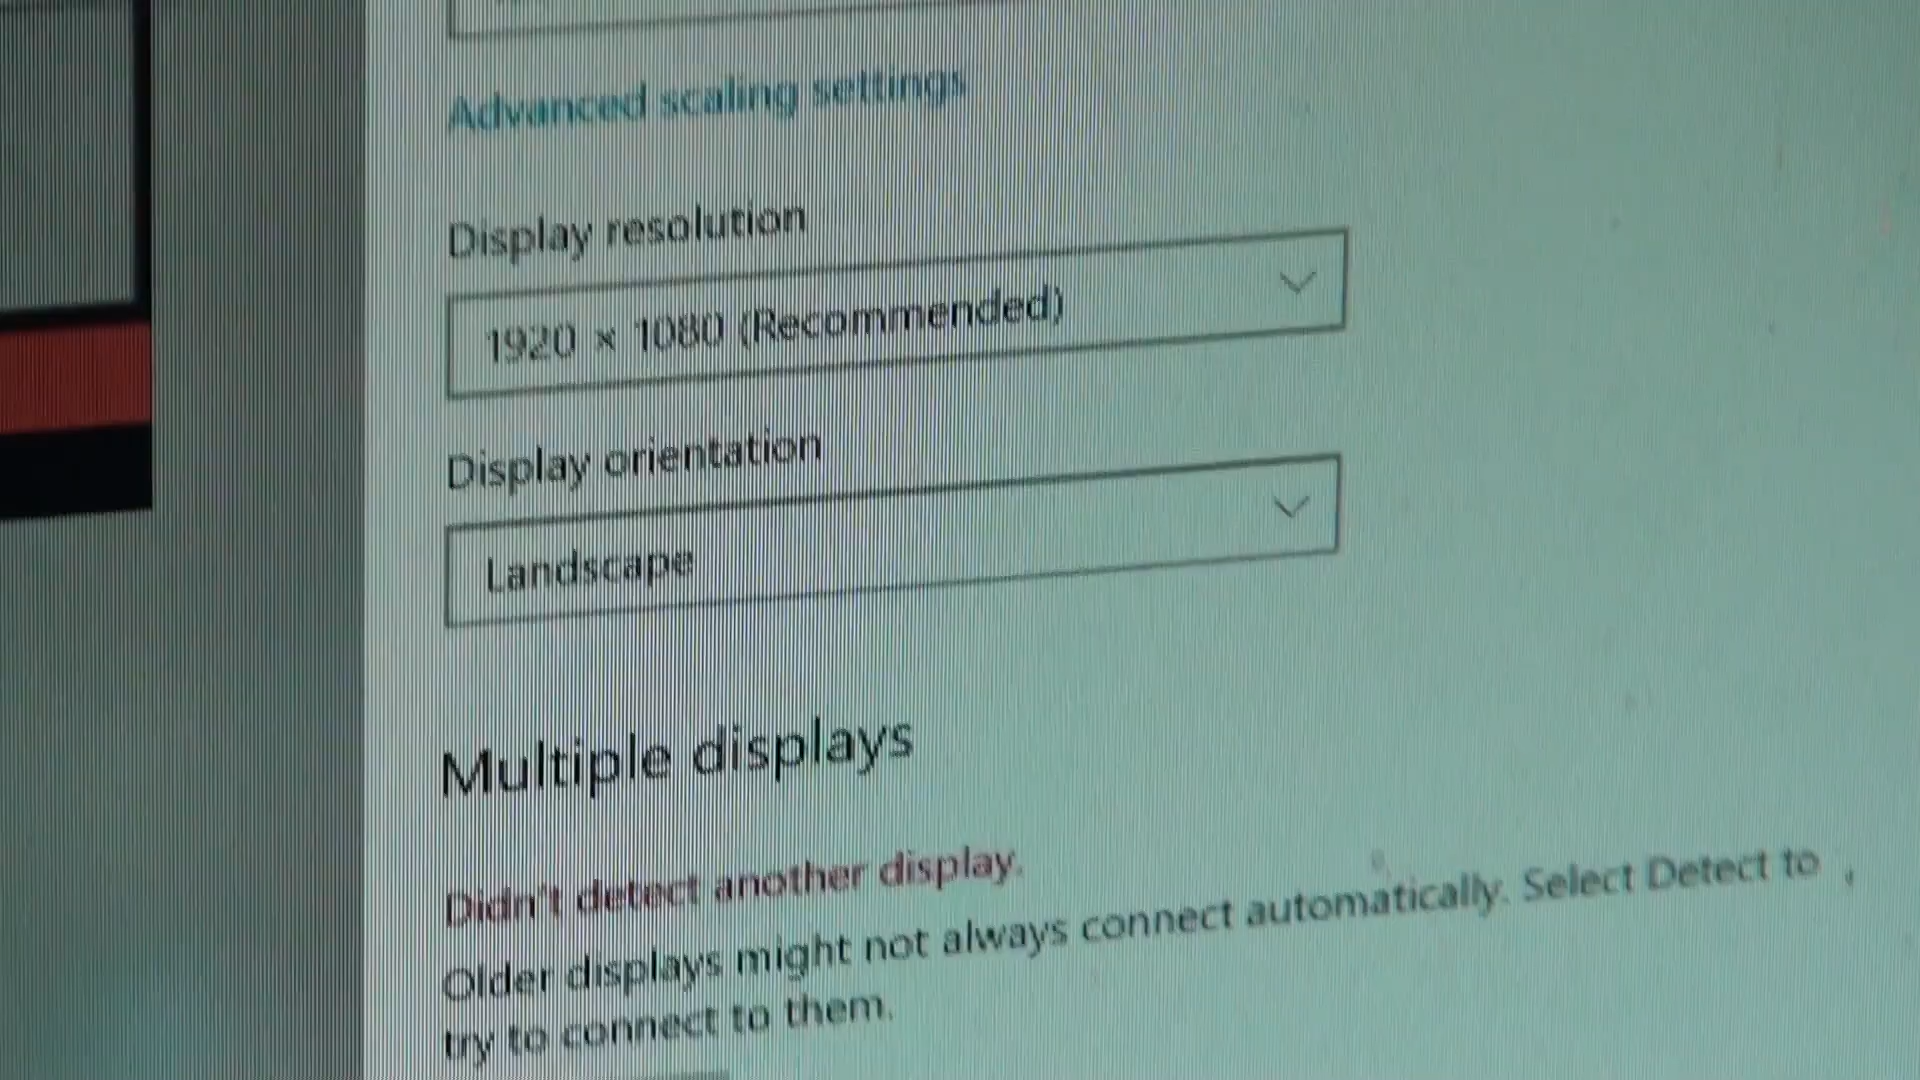 Advanced scaling settings
Display resolution
1920 × 1080 (Recommended)
Display orientation
Landscape
Multiple displays
Didn't detect another display.
Older displays might not always connect automatically. Select Detect to
try to connect to them.